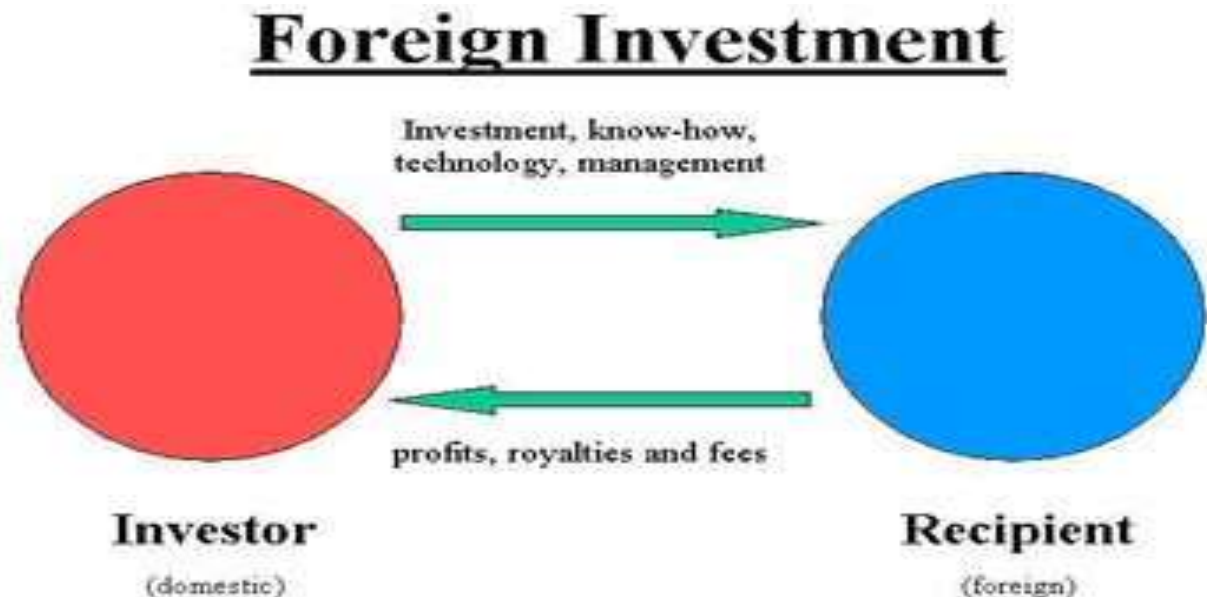 Foreign Investment
Investment, know-how,
technology, management
profits, royalties and fees
Investor
(domestic)
Recipient
(foreign)